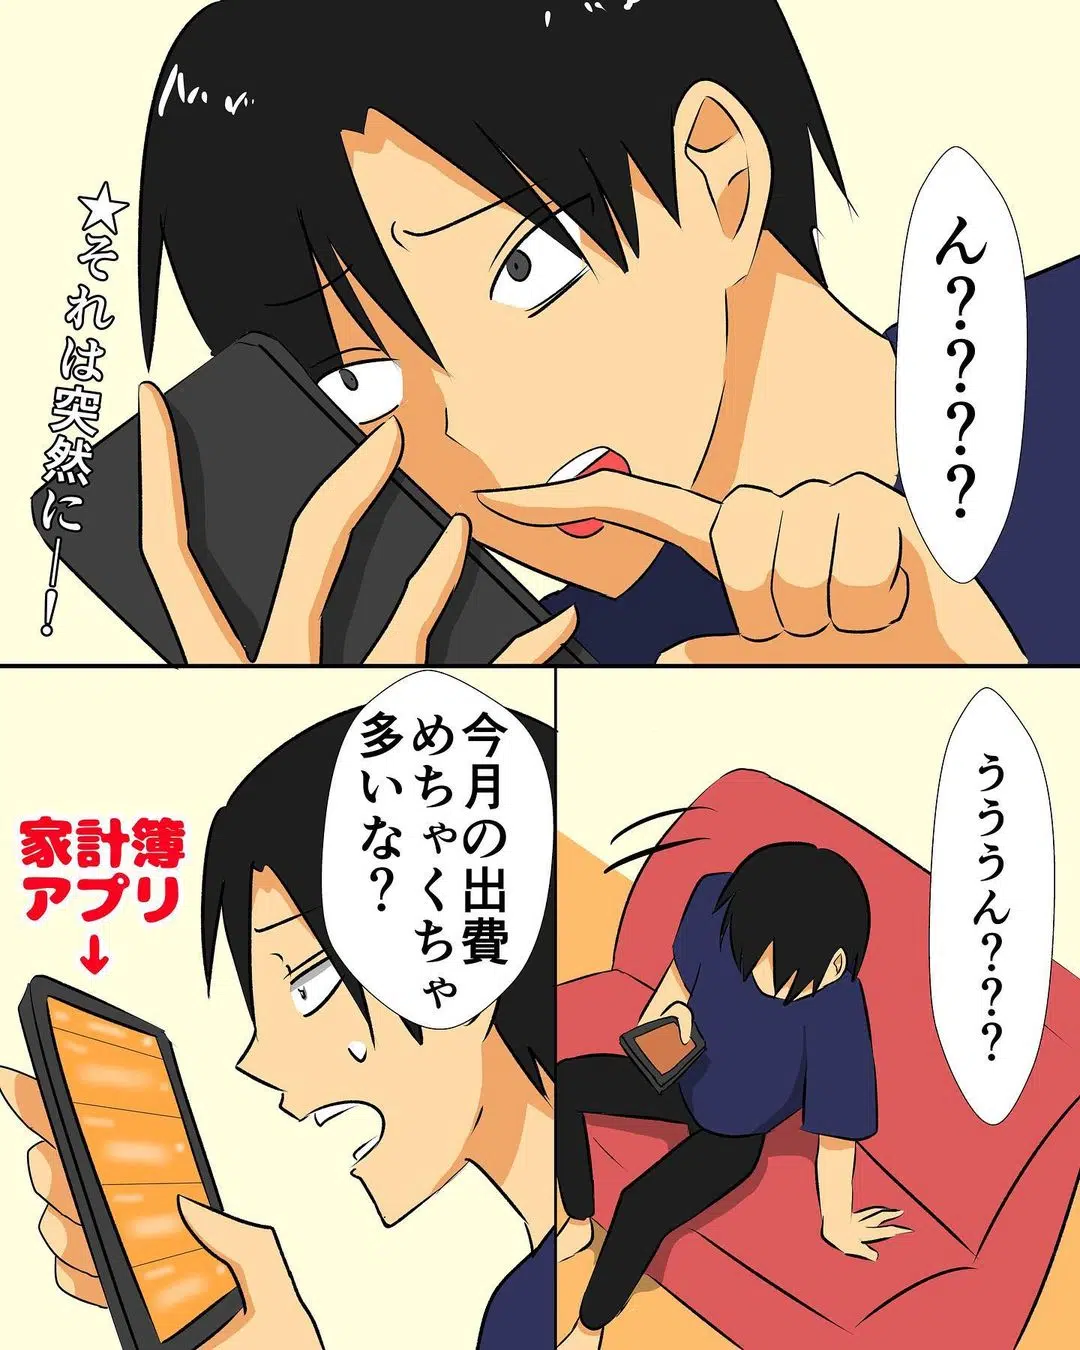 ん？？？？
★それは突然に―！
うううん？？？
今月の出費
めちゃくちゃ
多いな？
家計簿
アプリ
↓